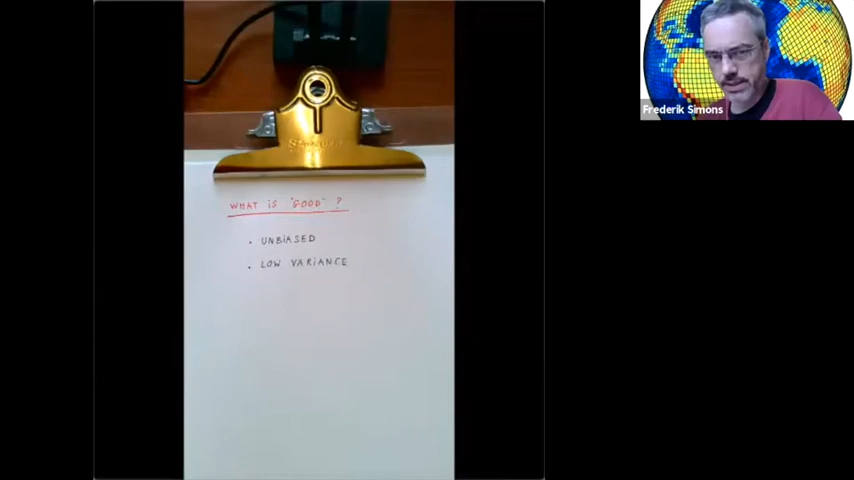 Frederik Simons
WHAT IS "GOOD" ?
• UNBIASED
• LOW VARIANCE